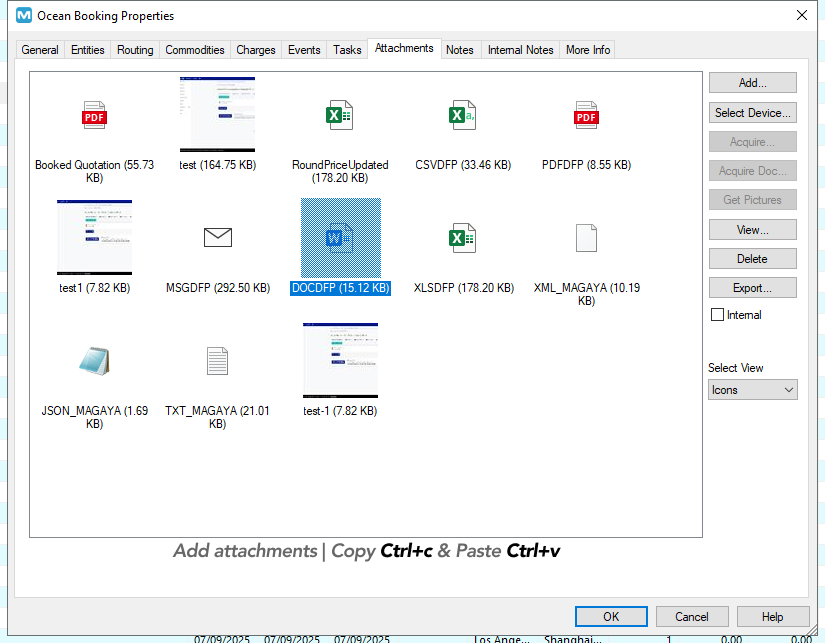 Ocean Booking Properties
General Entities Routing Commodities Charges Events Tasks Attachments Notes Internal Notes More Info
PDF
Booked Quotation (55.73
KB)
test (164.75 KB)
RoundPriceUpdated
(178.20 KB)
CSVDFP (33.46 KB)
PDF
PDFDFP (8.55 KB)
test1 (7.82 KB)
MSGDFP (292.50 KB)
DOCDFP (15.12 KB)
XLSDFP (178.20 KB)
XML_MAGAYA (10.19
KB)
JSON_MAGAYA (1.69
KB)
TXT_MAGAYA (21.01
KB)
test-1 (7.82 KB)
Add...
Select Device...
Acquire...
Acquire Doc...
Get Pictures
View...
Delete
Export...
Internal
Select View
Icons
Add attachments | Copy Ctrl+c & Paste Ctrl+v
OK Cancel Help
07/09/2025 07/09/2025 07/09/2025 Los Ange... Shanghai... 1 0.00 0.00